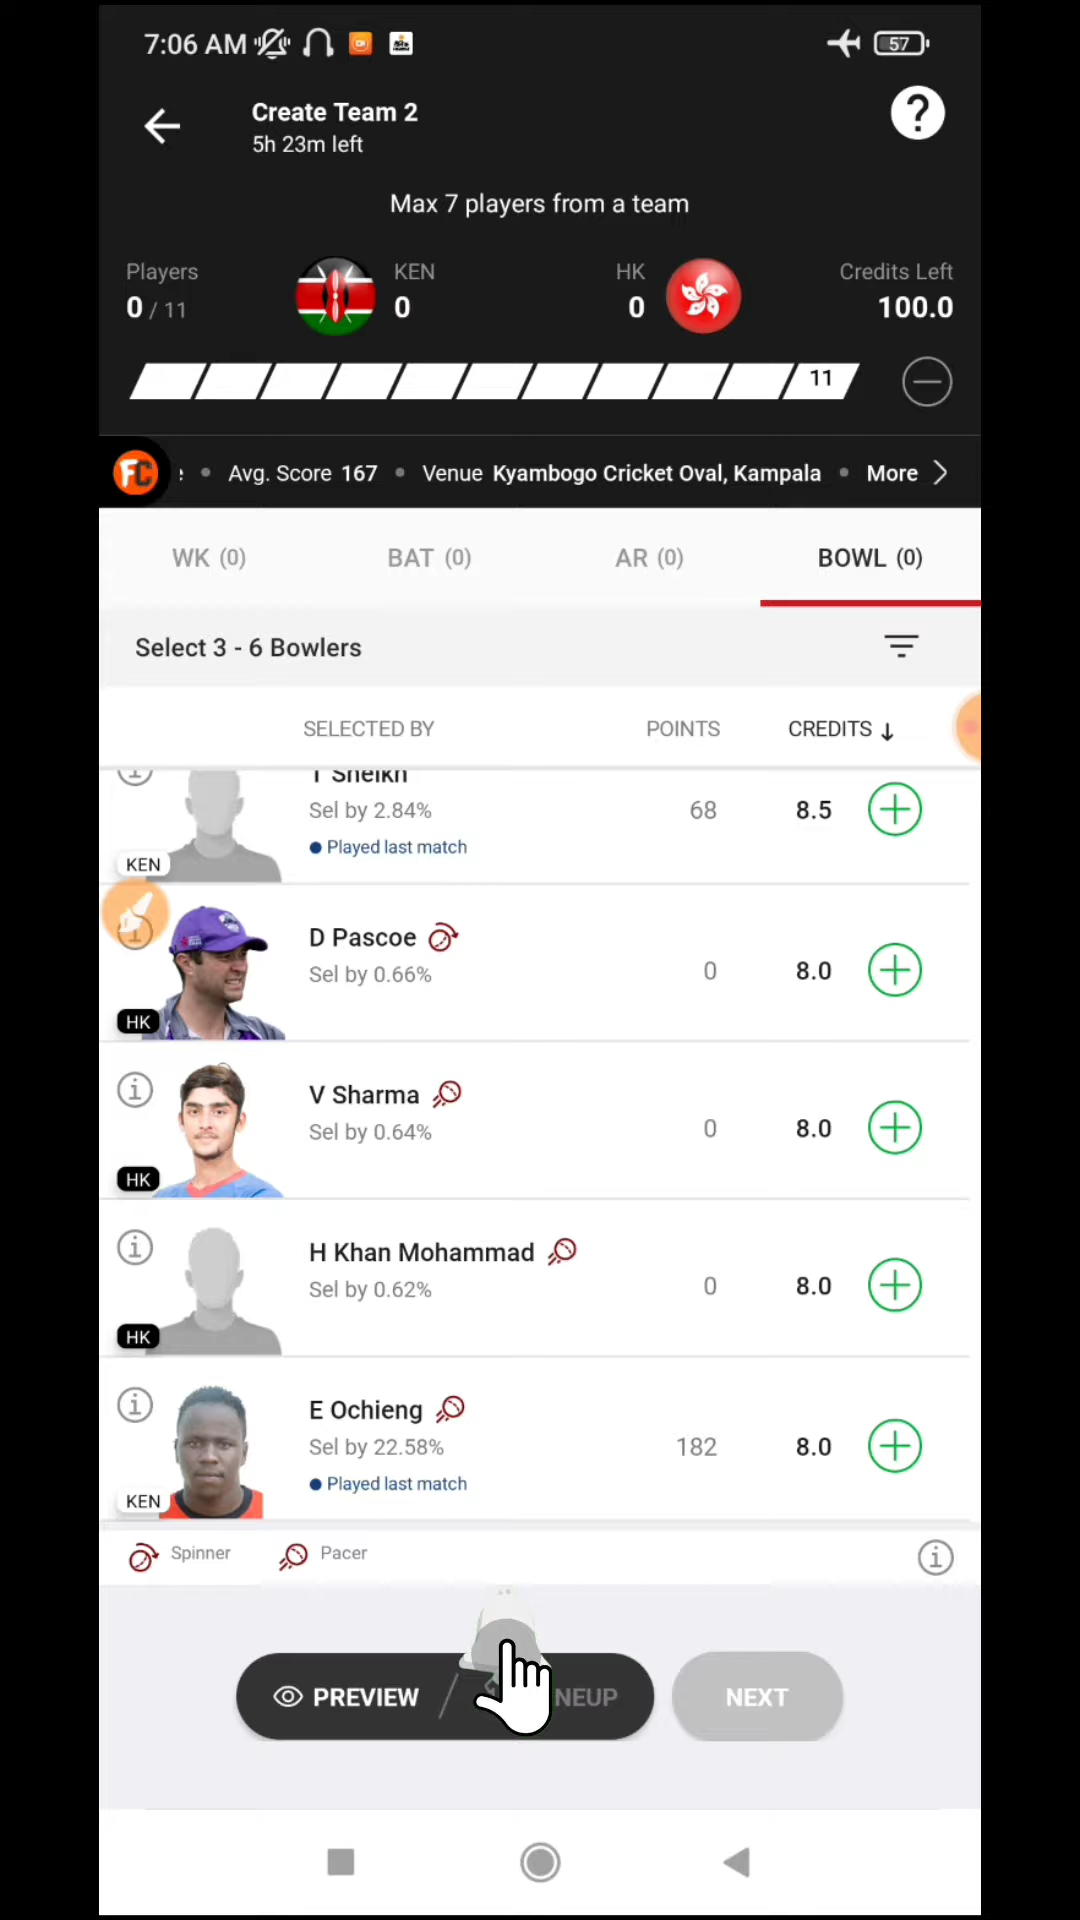 7:06 AM
57
Create Team 2
5h 23m left
?
Max 7 players from a team
Players
0 / 11
KEN
0
HK
0
Credits Left
100.0
11
FC
Avg. Score 167 • Venue Kyambogo Cricket Oval, Kampala • More
WK (0)
BAT (0)
AR (0)
BOWL (0)
Select 3 - 6 Bowlers
SELECTED BY
POINTS
CREDITS ↓
T Sheikh
Sel by 2.84%
68
8.5
Played last match
KEN
D Pascoe
Sel by 0.66%
0
8.0
HK
V Sharma
Sel by 0.64%
0
8.0
HK
H Khan Mohammad
Sel by 0.62%
0
8.0
HK
E Ochieng
Sel by 22.58%
182
8.0
Played last match
KEN
Spinner
Pacer
PREVIEW
NEXT